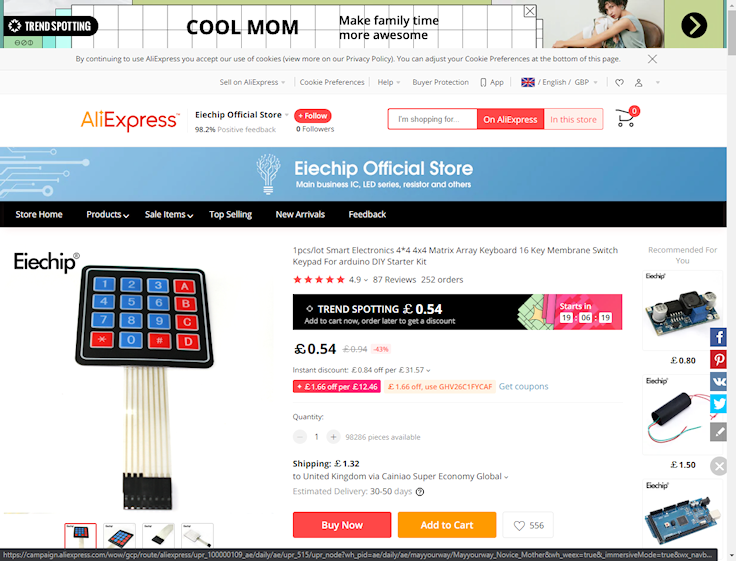 TREND SPOTTING
COOL MOM
Make family time
more awesome
By continuing to use AliExpress you accept our use of cookies (view more on our Privacy Policy). You can adjust your Cookie Preferences at the bottom of this page.
Sell on AliExpress
Cookie Preferences
Help
Buyer Protection
App
/ English / GBP
AliExpress™
Eiechip Official Store
+ Follow
98.2% Positive feedback
0 Followers
I'm shopping for...
On AliExpress
In this store
0
Eiechip Official Store
Main business IC, LED series, resistor and others
Store Home
Products
Sale Items
Top Selling
New Arrivals
Feedback
Eiechip®
1 2 3 A
4 5 6 B
7 8 9 C
* 0 # D
1pcs/lot Smart Electronics 4*4 4x4 Matrix Array Keyboard 16 Key Membrane Switch
Keypad For arduino DIY Starter Kit
4.9 87 Reviews 252 orders
TREND SPOTTING £ 0.54
Add to cart now, order later to get a discount
Starts in
19 : 06 : 19
£0.54 £0.94 -43%
Instant discount: £0.84 off per £31.57
£1.66 off per £12.46
£1.66 off, use GHV26C1FYCAF
Get coupons
Quantity:
1
98286 pieces available
Shipping: £1.32
to United Kingdom via Cainiao Super Economy Global
Estimated Delivery: 30-50 days
Buy Now
Add to Cart
556
Recommended For
You
Eiechip
£ 0.80
Eiechip
£ 1.50
Eiechip
Eiechip
https://campaign.aliexpress.com/wow/gcp/route/aliexpress/upr_100000109_ae/daily/ae/upr_515/upr_node?wh_pid=ae/daily/ae/mayyourway/Mayyourway_Novice_Mother&wh_weex=true&_immersiveMode=true&wx_navb...